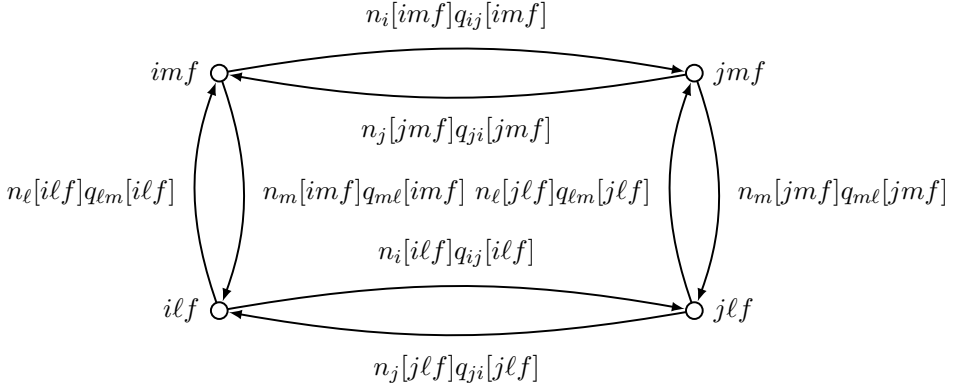 n_i[imf]q_{ij}[imf]
imf
jmf
n_j[jmf]q_{ji}[jmf]
n_ℓ[iℓf]q_{ℓm}[iℓf]
n_m[imf]q_{mℓ}[imf]
n_ℓ[jℓf]q_{ℓm}[jℓf]
n_m[jmf]q_{mℓ}[jmf]
n_i[iℓf]q_{ij}[iℓf]
iℓf
jℓf
n_j[jℓf]q_{ji}[jℓf]